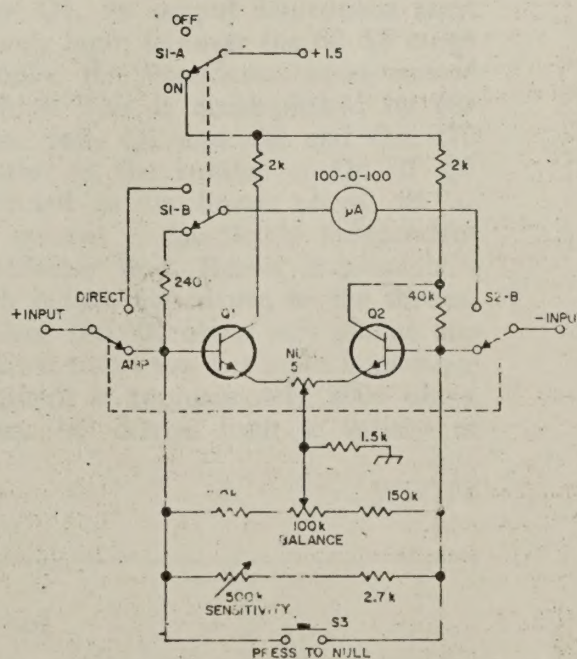 OFF
S1-A
+1.5
ON
2k
2k
100-0-100
µA
S1-B
240
DIRECT
40k
S2-B
+INPUT
-INPUT
Q1
Q2
AMP
5
1.5k
150k
100k
BALANCE
500k
SENSITIVITY
2.7k
S3
PRESS TO NULL